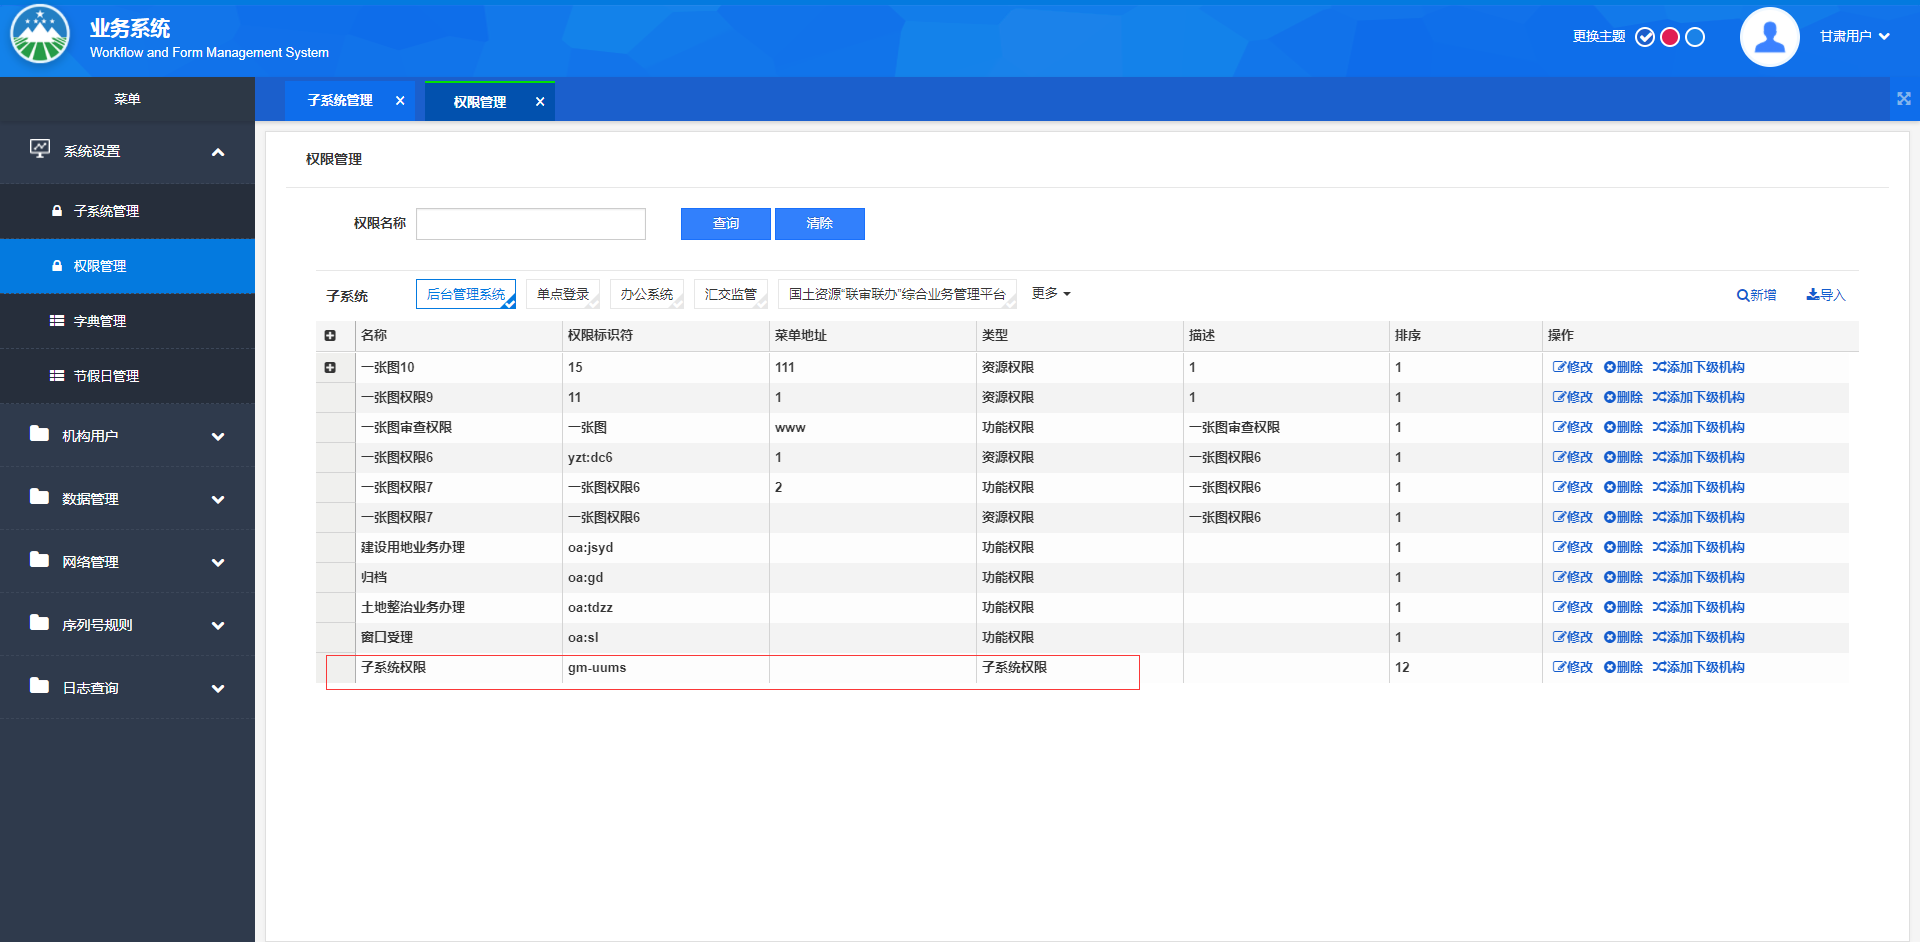 业务系统
Workflow and Form Management System
更换主题
甘肃用户
菜单
子系统管理
权限管理
系统设置
子系统管理
权限管理
字典管理
节假日管理
机构用户
数据管理
网络管理
序列号规则
日志查询
权限管理
权限名称 查询 清除
子系统 后台管理系统 单点登录 办公系统 汇交监管 国土资源“联审联办”综合业务管理平台 更多 新增 导入
名称 权限标识符 菜单地址 类型 描述 排序 操作
一张图10 15 111 资源权限 1 1 修改 删除 添加下级机构
一张图权限9 11 1 资源权限 1 1 修改 删除 添加下级机构
一张图审查权限 一张图 www 功能权限 一张图审查权限 1 修改 删除 添加下级机构
一张图权限6 yzt:dc6 1 资源权限 一张图权限6 1 修改 删除 添加下级机构
一张图权限7 一张图权限6 2 功能权限 一张图权限6 1 修改 删除 添加下级机构
一张图权限7 一张图权限6 资源权限 一张图权限6 1 修改 删除 添加下级机构
建设用地业务办理 oa:jsyd 功能权限 1 修改 删除 添加下级机构
归档 oa:gd 功能权限 1 修改 删除 添加下级机构
土地整治业务办理 oa:tdzz 功能权限 1 修改 删除 添加下级机构
窗口受理 oa:sl 功能权限 1 修改 删除 添加下级机构
子系统权限 gm-uums 子系统权限 12 修改 删除 添加下级机构